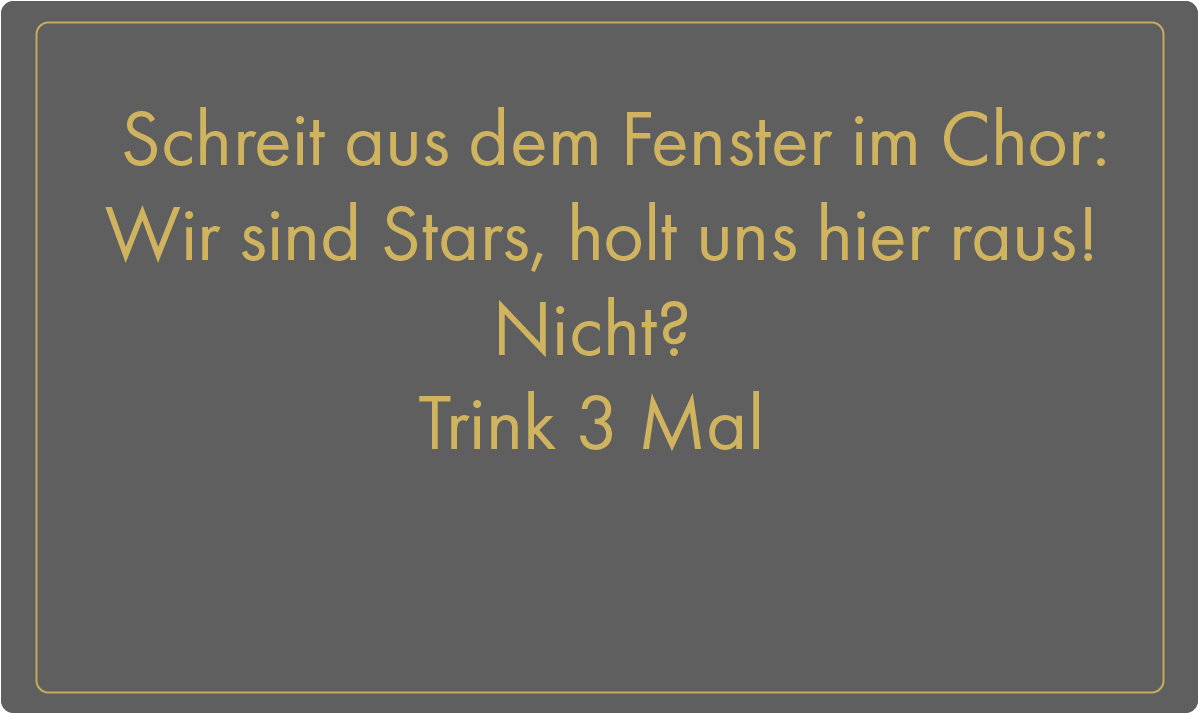 Schreit aus dem Fenster im Chor:
Wir sind Stars, holt uns hier raus!
Nicht?
Trink 3 Mal